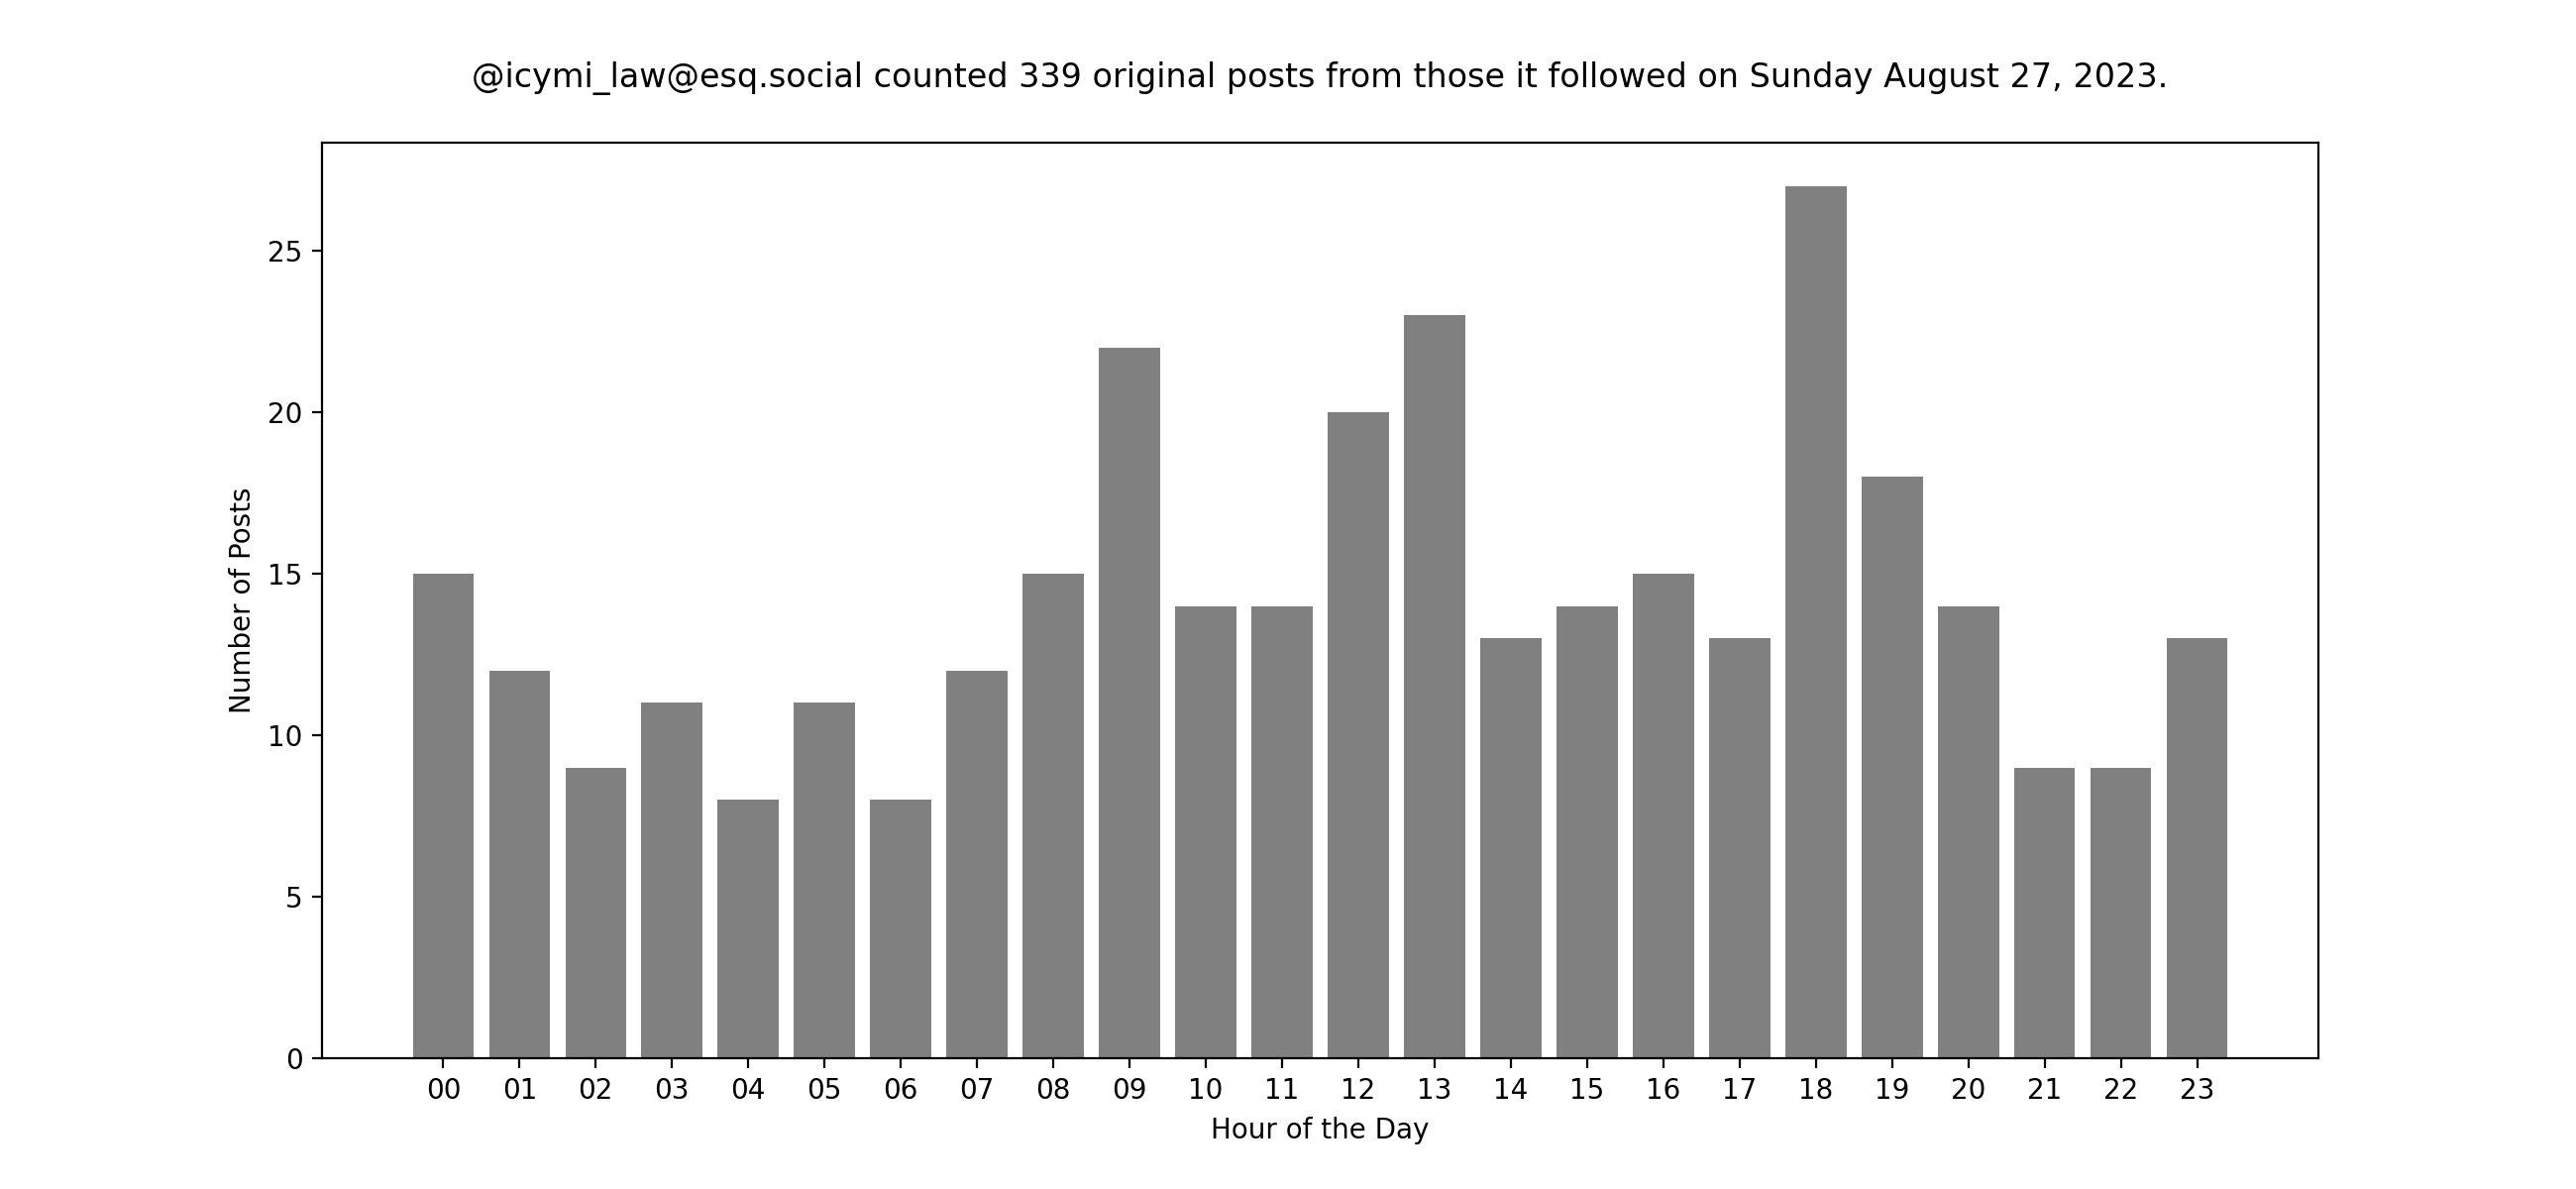 @icymi_law@esq.social counted 339 original posts from those it followed on Sunday August 27, 2023.
25
20
15
10
5
0
Number of Posts
00 01 02 03 04 05 06 07 08 09 10 11 12 13 14 15 16 17 18 19 20 21 22 23
Hour of the Day